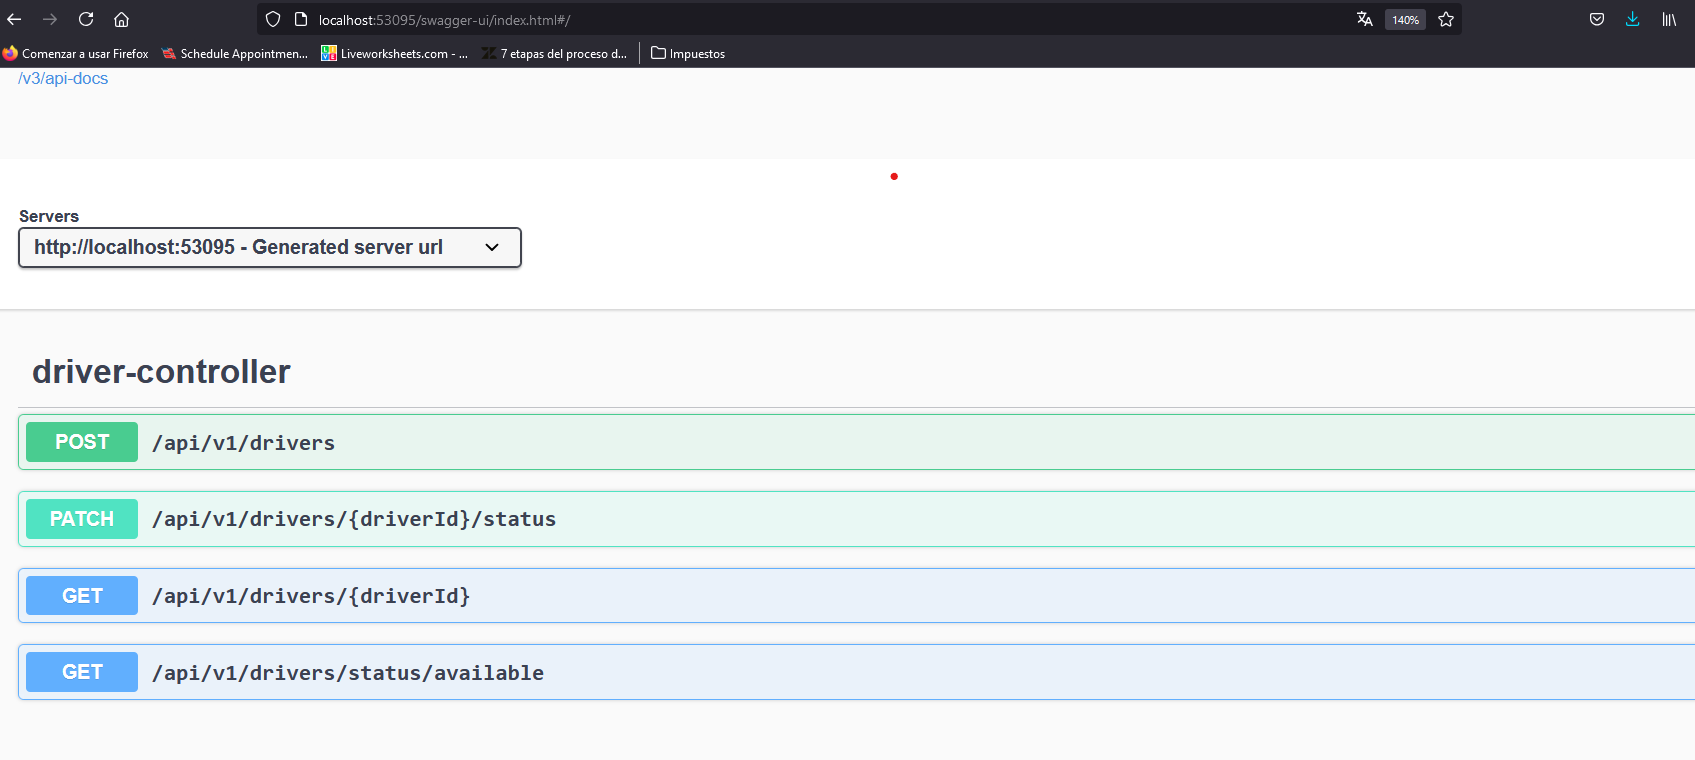 localhost:53095/swagger-ui/index.html#/
140%
Comenzar a usar Firefox
Schedule Appointmen...
LIVE
Liveworksheets.com - ...
7 etapas del proceso d...
Impuestos
/v3/api-docs
Servers
http://localhost:53095 - Generated server url
driver-controller
POST /api/v1/drivers
PATCH /api/v1/drivers/{driverId}/status
GET /api/v1/drivers/{driverId}
GET /api/v1/drivers/status/available